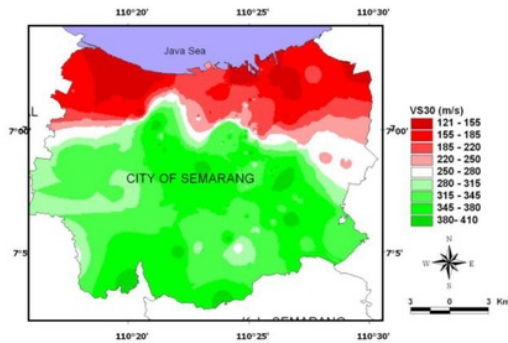 110°20' 110°25' 110°30'
Java Sea
VS30 (m/s)
121 - 155
155 - 185
185 - 220
220 - 250
250 - 280
280 - 315
315 - 345
345 - 380
380 - 410
7°00' 7°00'
CITY OF SEMARANG
7°5' 7°5'
N
W E
S
3 0 3 Km
110°20' 110°25' 110°30'